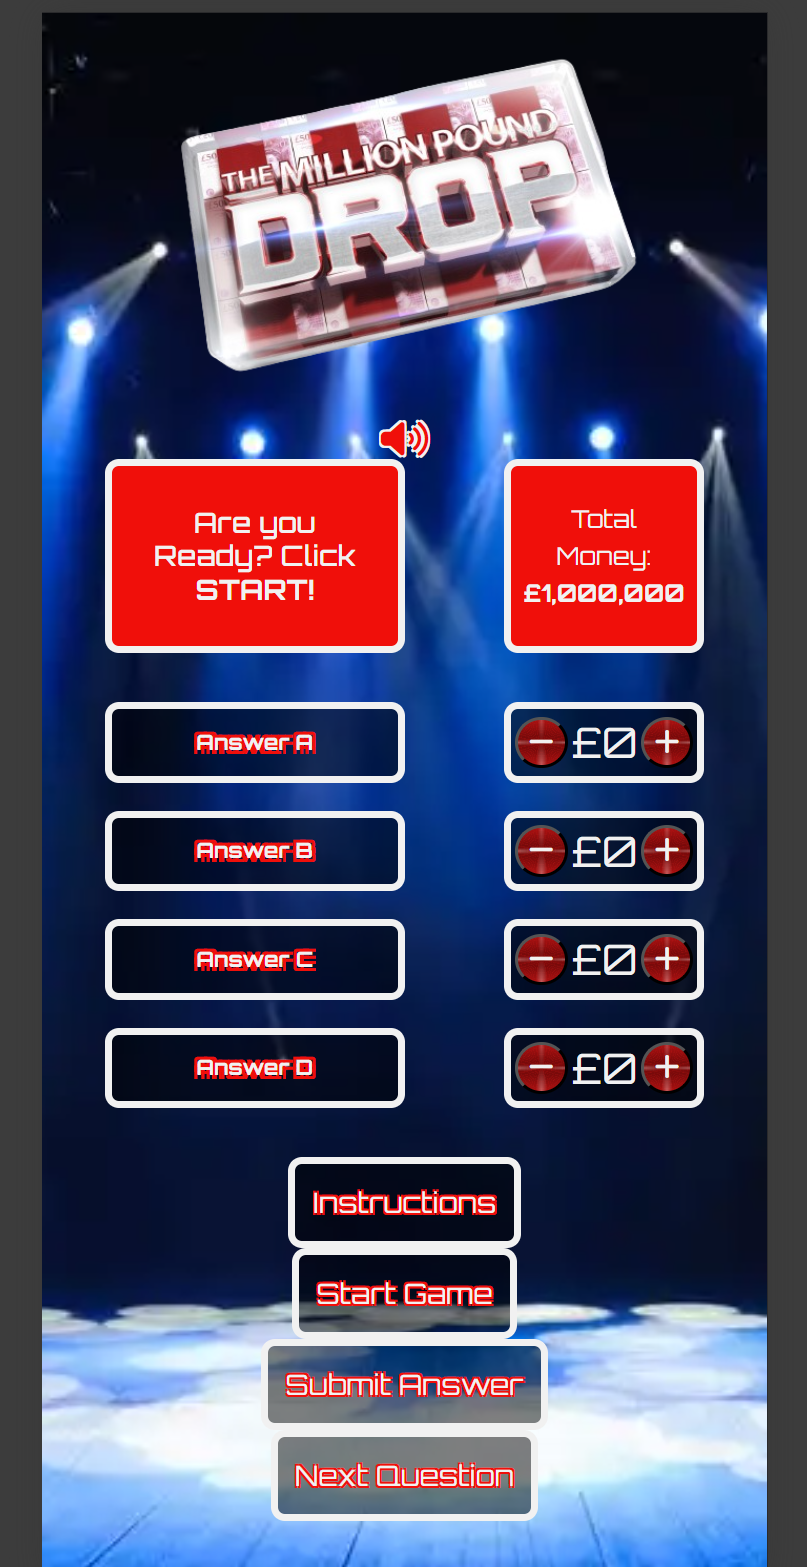 THE MILLION POUND
DROP
Are you
Ready? Click
START!
Total
Money:
£1,000,000
Answer A
− £0 +
Answer B
− £0 +
Answer C
− £0 +
Answer D
− £0 +
Instructions
Start Game
Submit Answer
Next Question